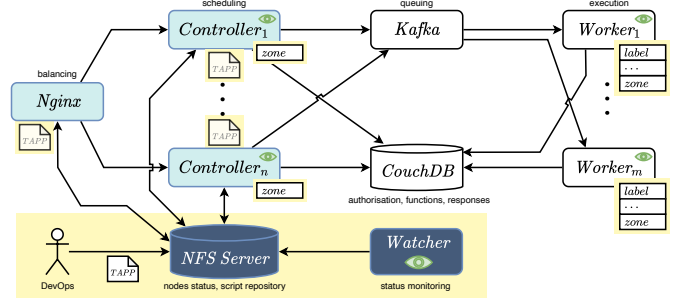 scheduling
queuing
execution
Controller₁
Kafka
Worker₁
zone
label
...
zone
TAPP
balancing
Nginx
TAPP
TAPP
Controllerₙ
zone
CouchDB
authorisation, functions, responses
Workerₘ
label
...
zone
DevOps
TAPP
NFS Server
nodes status, script repository
Watcher
status monitoring